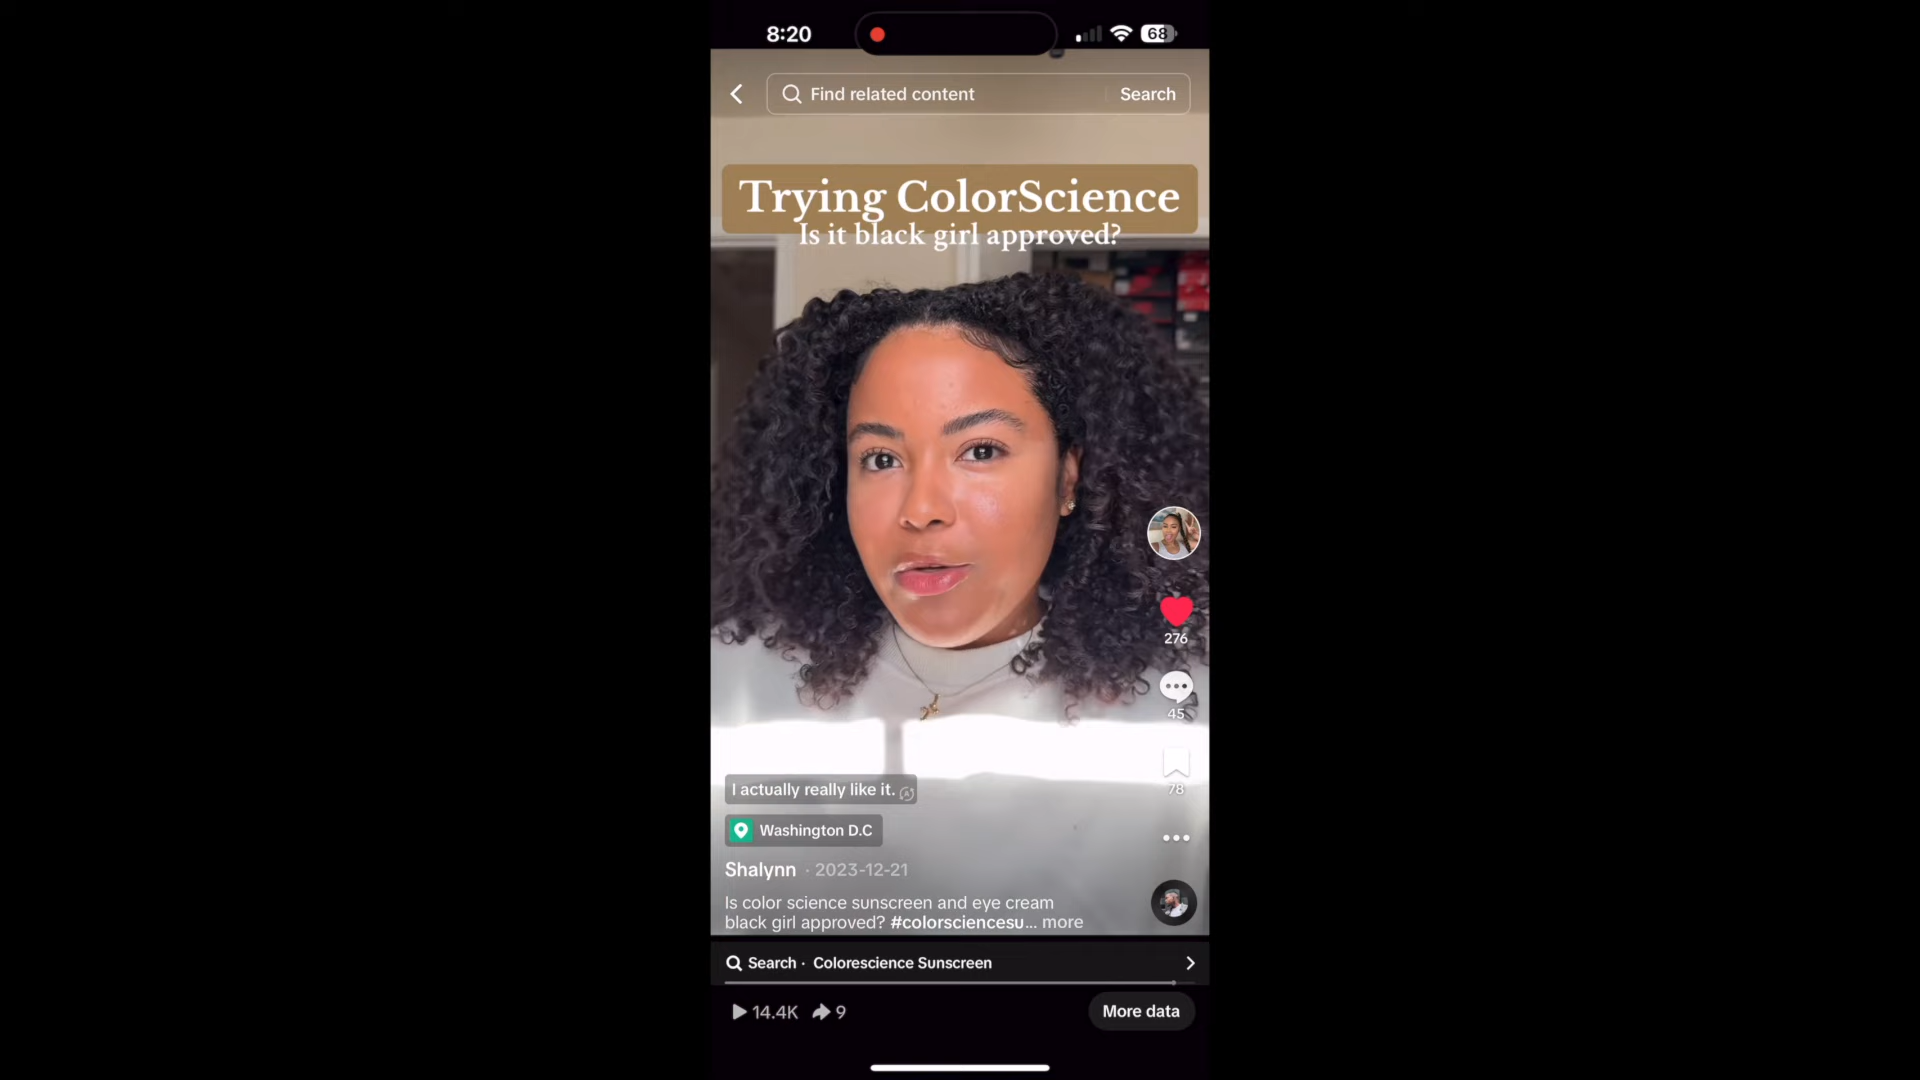 8:20
68
Find related content
Search
Trying ColorScience
Is it black girl approved?
276
45
78
I actually really like it.
Washington D.C
Shalynn · 2023-12-21
Is color science sunscreen and eye cream
black girl approved? #colorsciencesu... more
Search · Colorescience Sunscreen
14.4K
9
More data